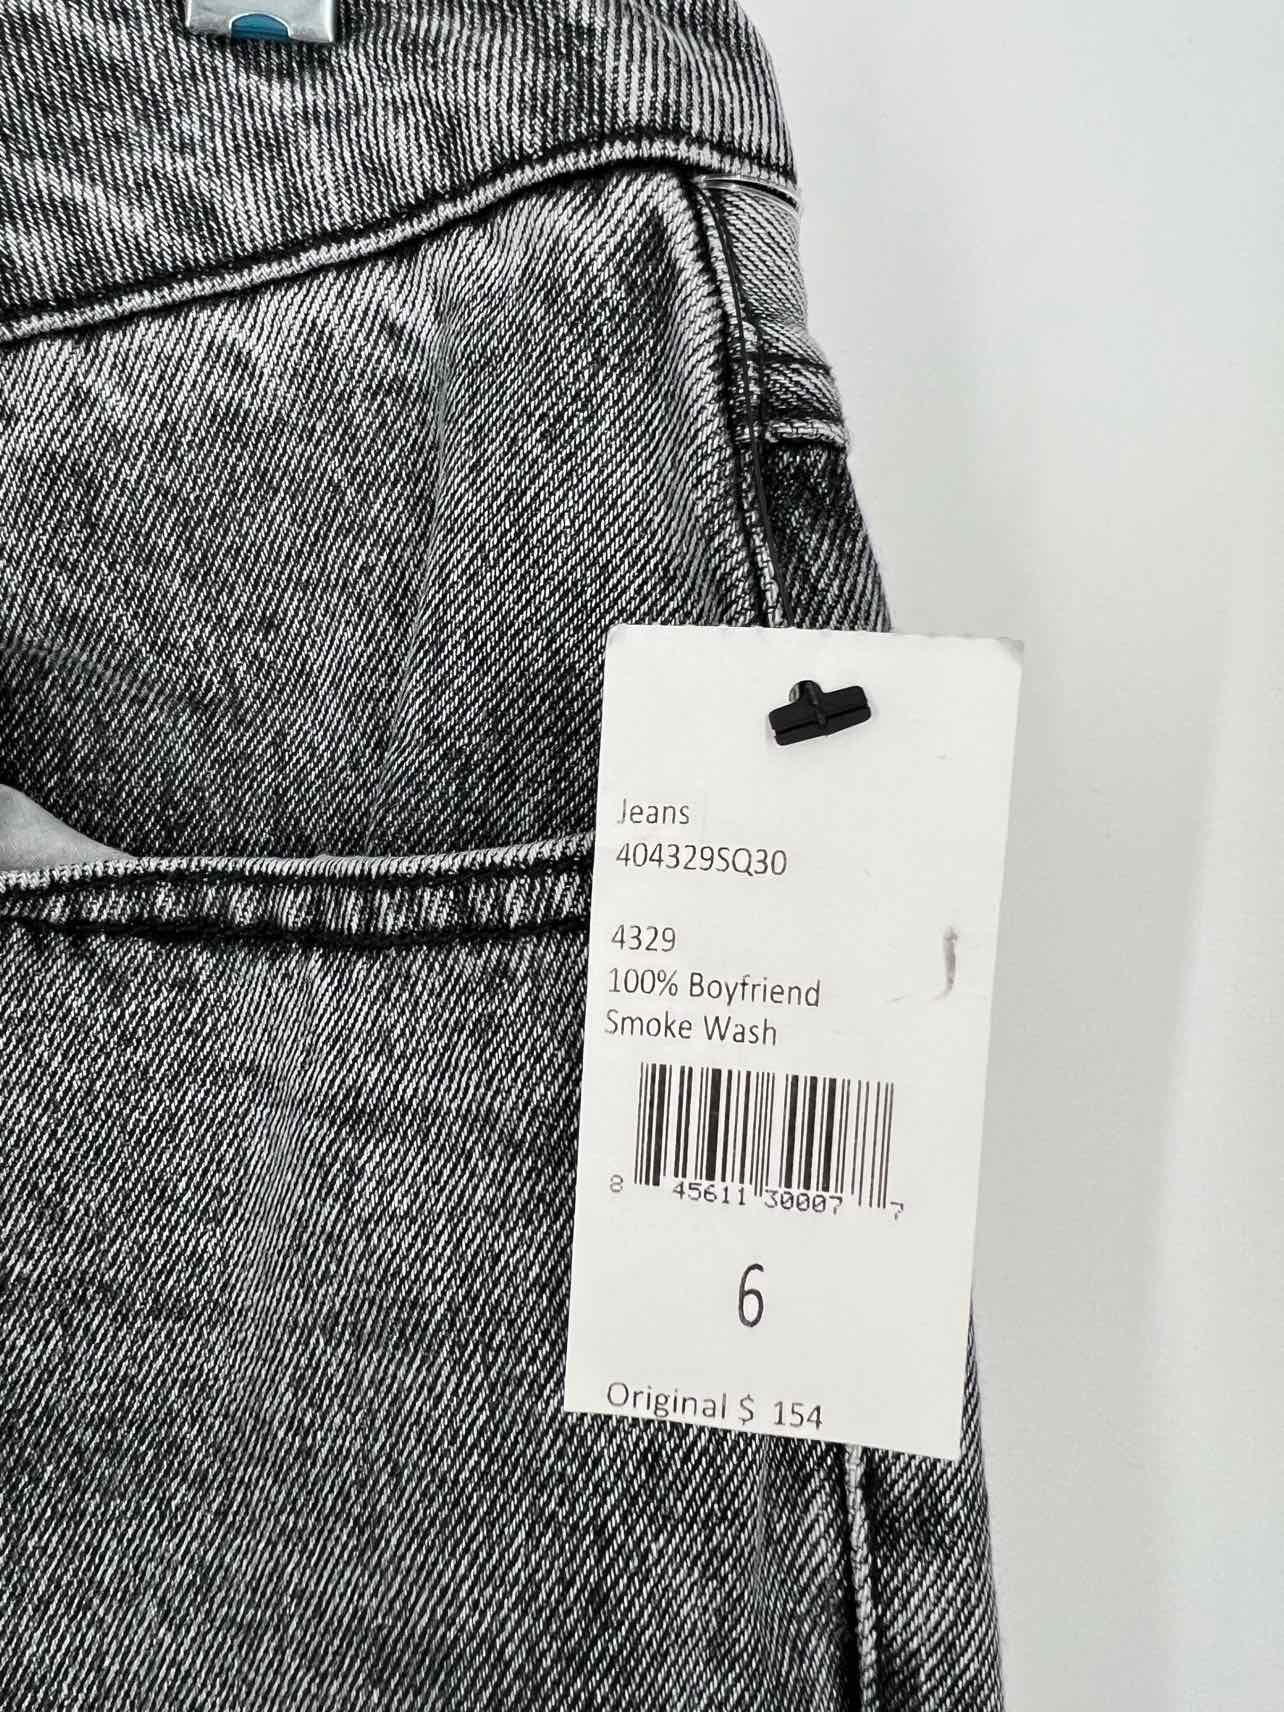 Jeans
404329SQ30
4329
100% Boyfriend
Smoke Wash
8 45611 30007 7
6
Original $ 154